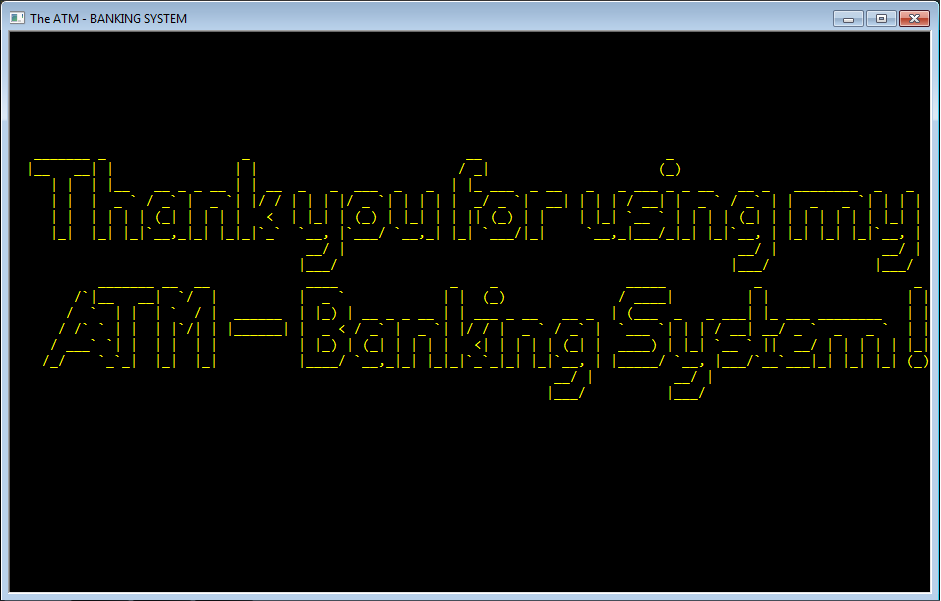 The ATM - BANKING SYSTEM
Thank you for using my
ATM - Banking System!